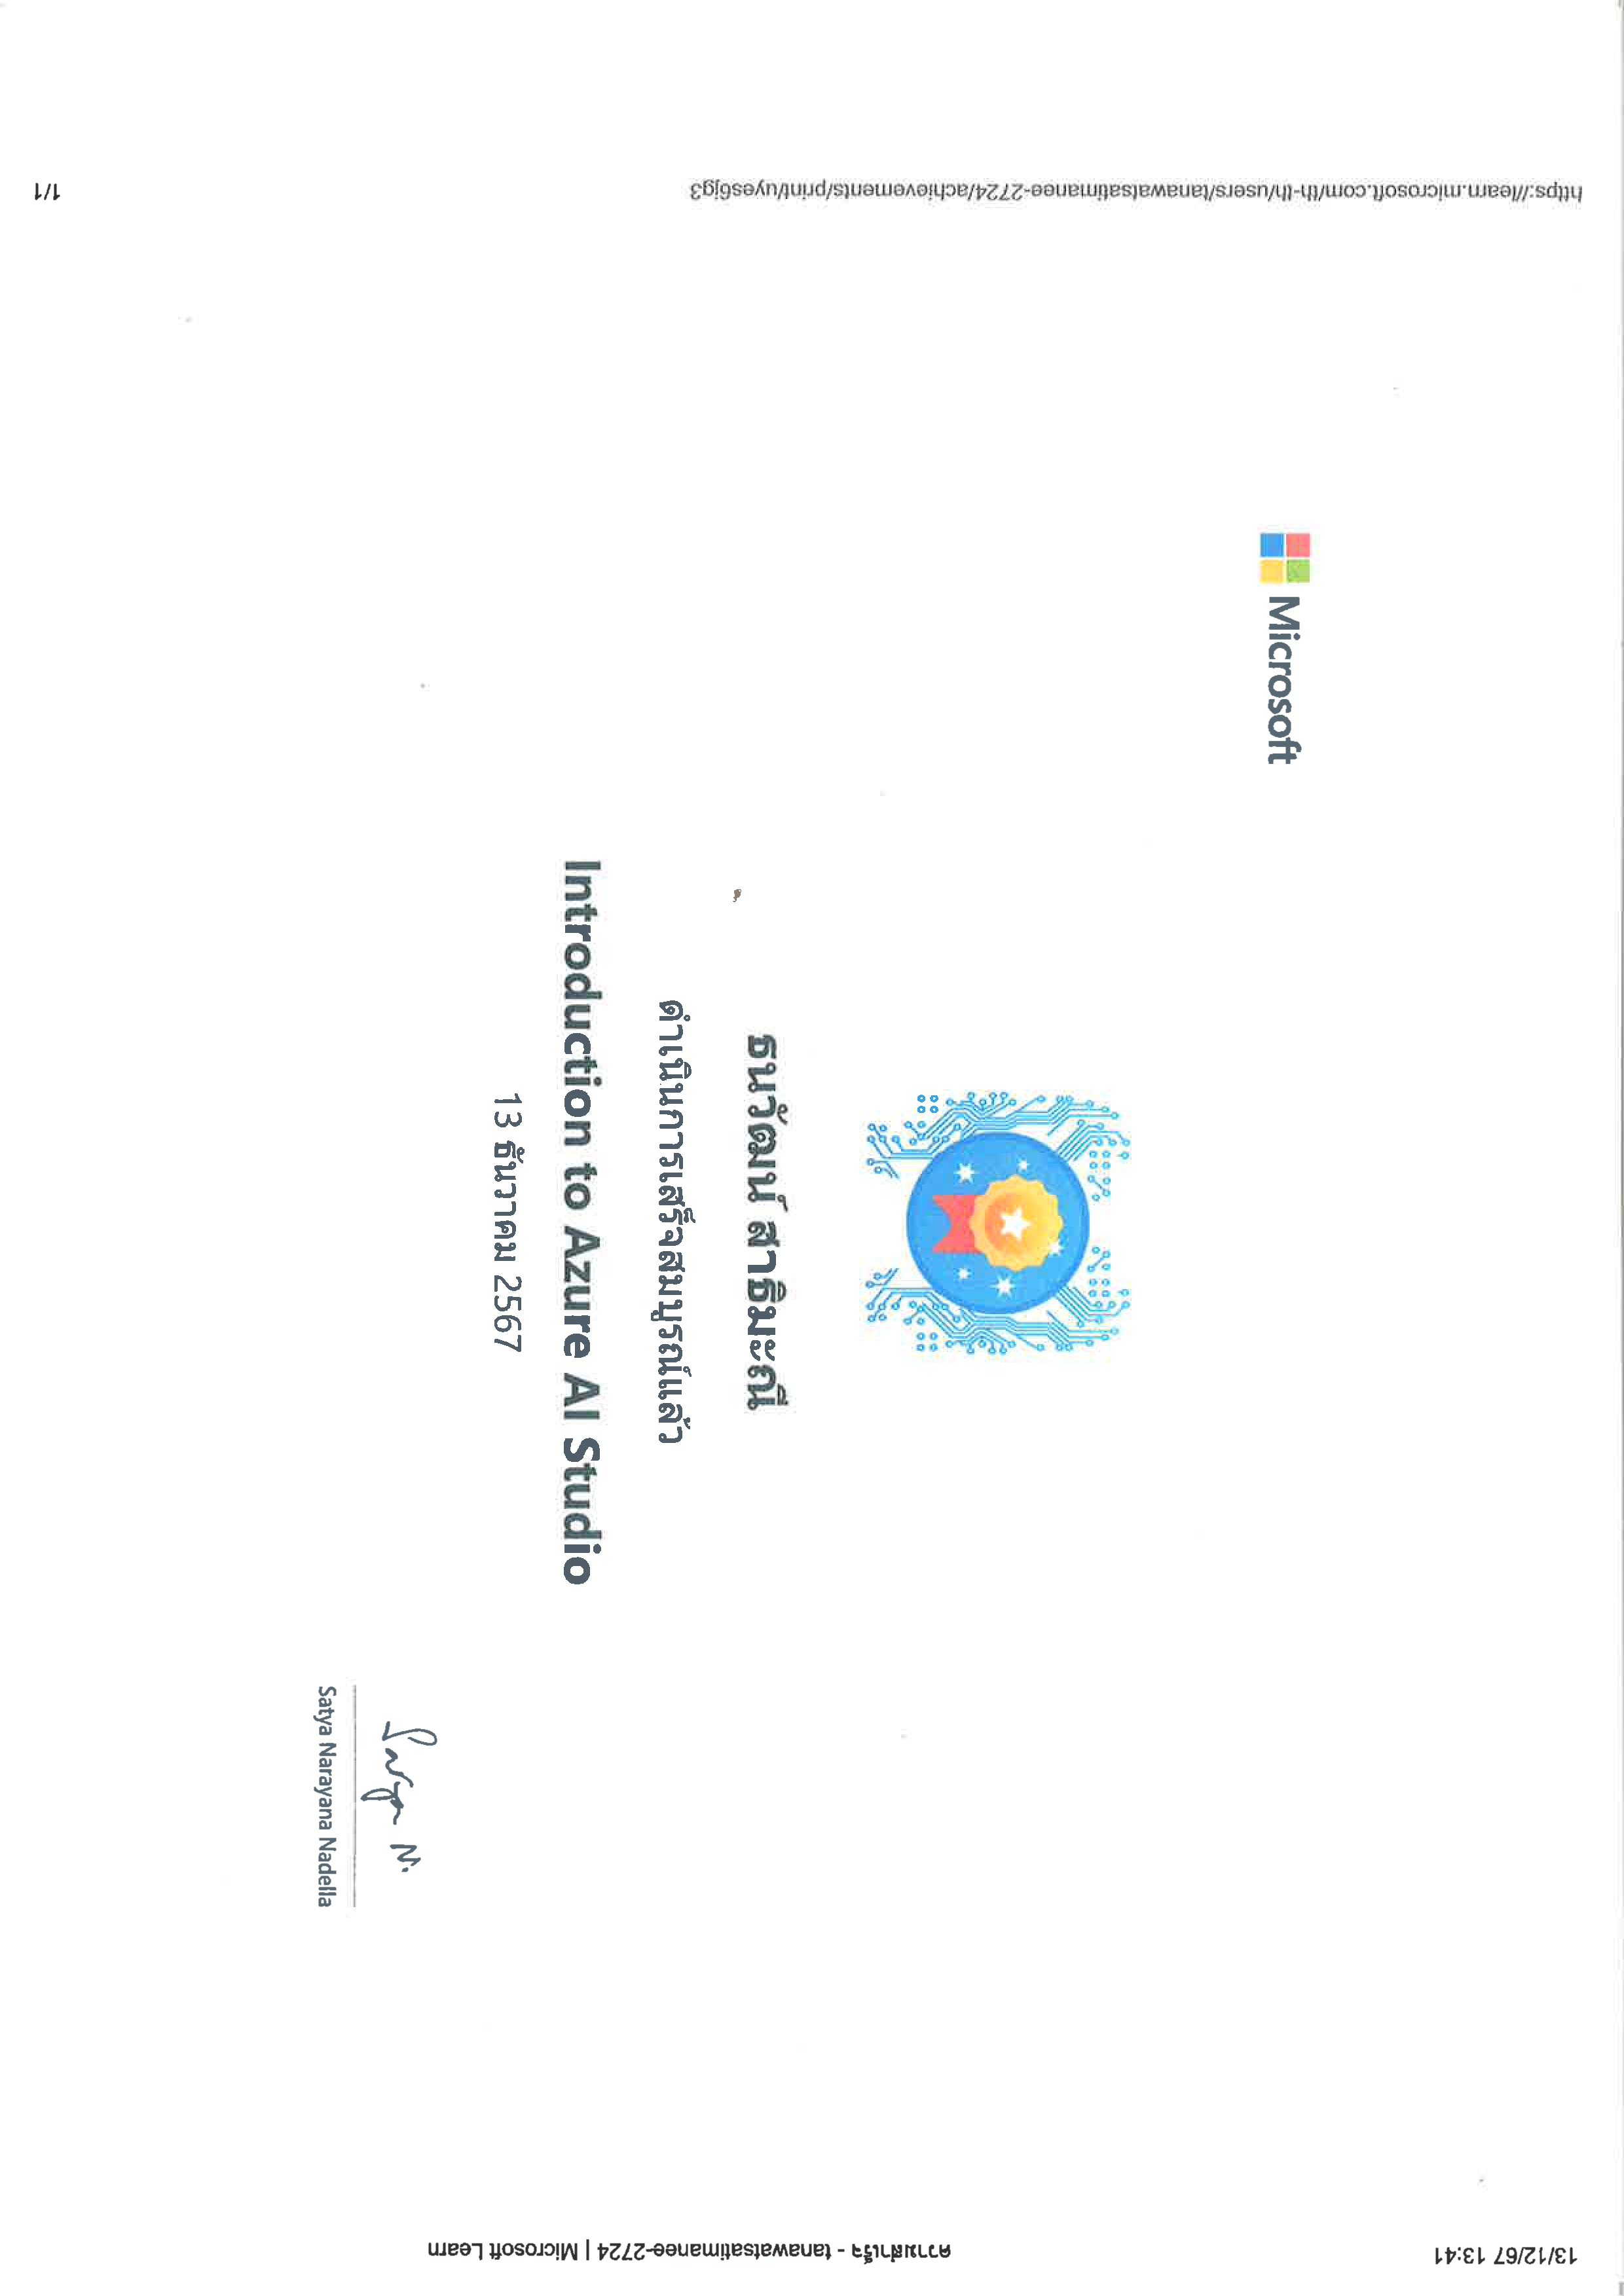 13/12/67 13:41
ความสำเร็จ - tanawatsatimanee-2724 | Microsoft Learn
Microsoft
ธนวัฒน์ สาธิมะณี
ดำเนินการเสร็จสมบูรณ์แล้ว
Introduction to Azure AI Studio
13 ธันวาคม 2567
Satya N.
Satya Narayana Nadella
https://learn.microsoft.com/th-th/users/tanawatsatimanee-2724/achievements/print/uyes6jg3
1/1